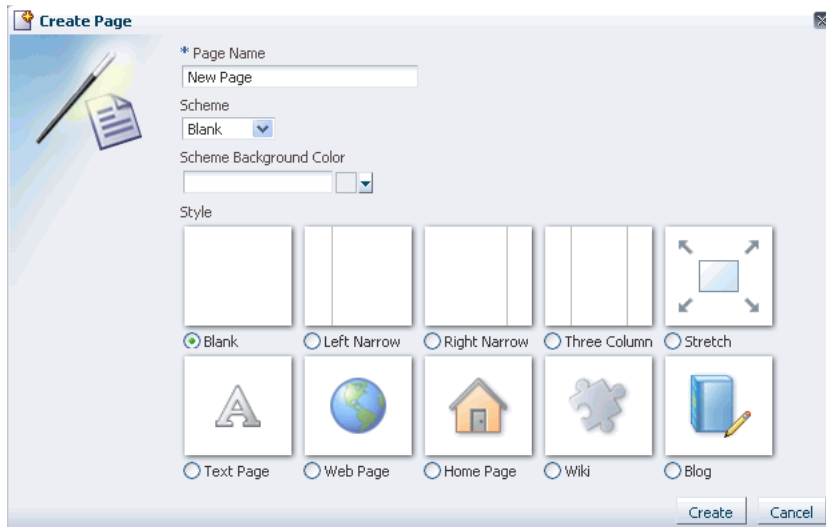 Create Page
* Page Name
New Page
Scheme
Blank
Scheme Background Color
Style
Blank Left Narrow Right Narrow Three Column Stretch
A
Text Page Web Page Home Page Wiki Blog
Create Cancel